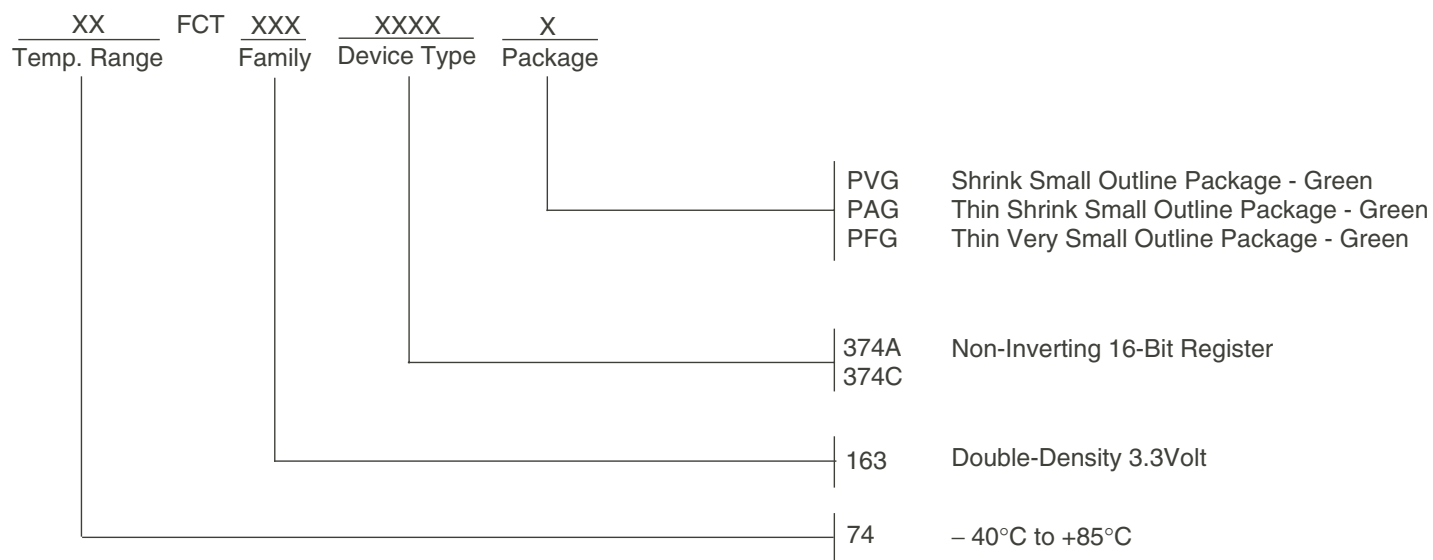 XX FCT XXX XXXX X
Temp. Range Family Device Type Package
PVG Shrink Small Outline Package - Green
PAG Thin Shrink Small Outline Package - Green
PFG Thin Very Small Outline Package - Green
374A Non-Inverting 16-Bit Register
374C
163 Double-Density 3.3Volt
74 – 40°C to +85°C